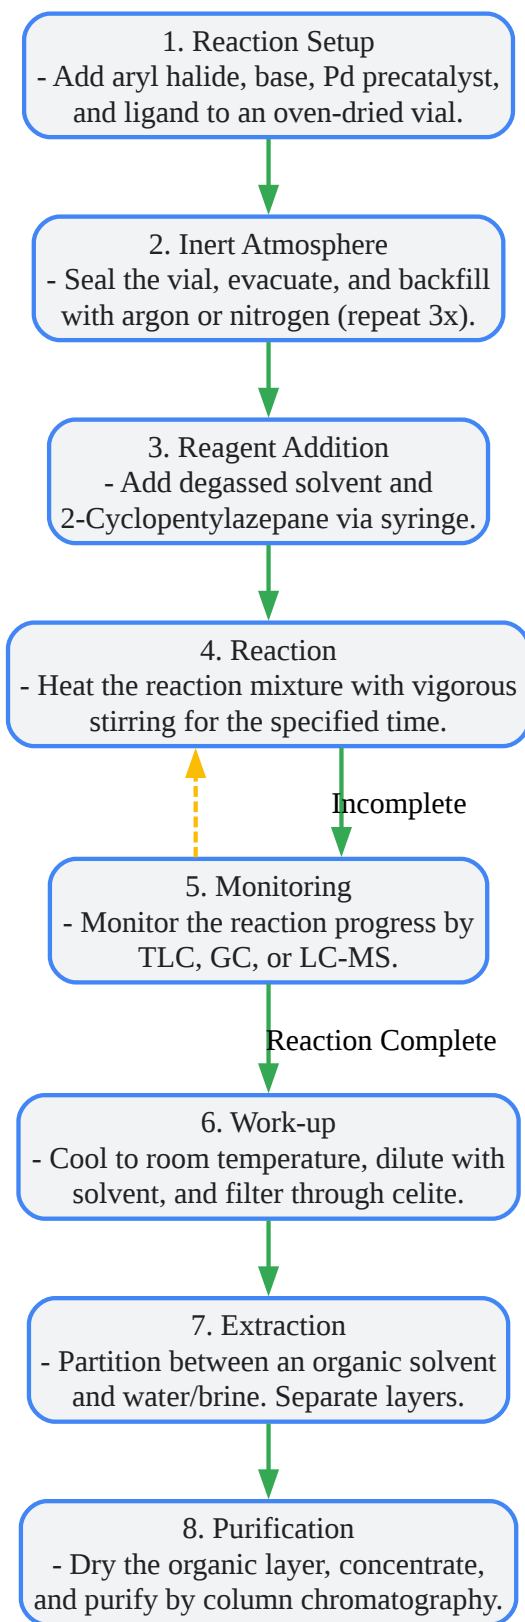 1. Reaction Setup
- Add aryl halide, base, Pd precatalyst,
and ligand to an oven-dried vial.
2. Inert Atmosphere
- Seal the vial, evacuate, and backfill
with argon or nitrogen (repeat 3x).
3. Reagent Addition
- Add degassed solvent and
2-Cyclopentylazepane via syringe.
4. Reaction
- Heat the reaction mixture with vigorous
stirring for the specified time.
Incomplete
5. Monitoring
- Monitor the reaction progress by
TLC, GC, or LC-MS.
Reaction Complete
6. Work-up
- Cool to room temperature, dilute with
solvent, and filter through celite.
7. Extraction
- Partition between an organic solvent
and water/brine. Separate layers.
8. Purification
- Dry the organic layer, concentrate,
and purify by column chromatography.